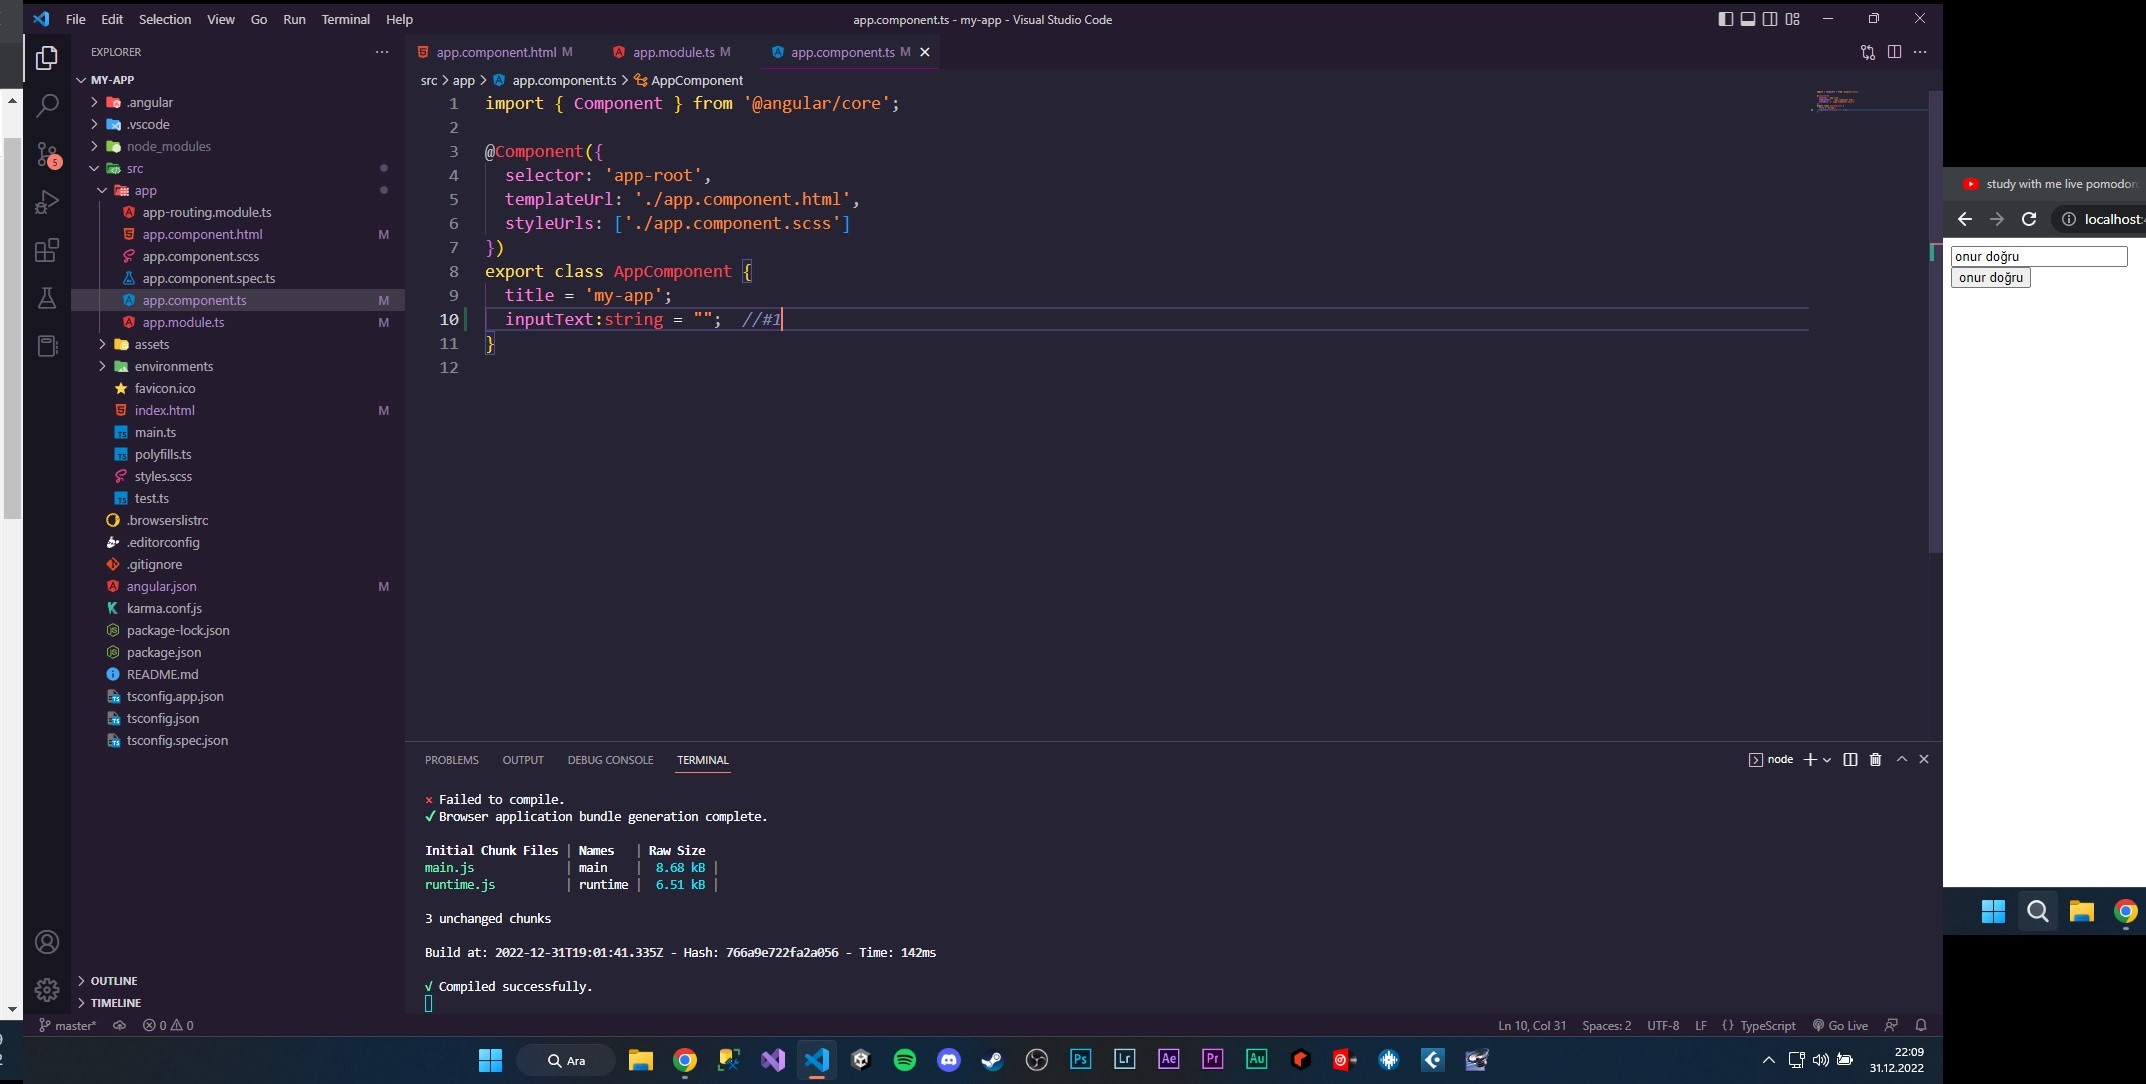 File Edit Selection View Go Run Terminal Help
app.component.ts - my-app - Visual Studio Code
EXPLORER
MY-APP
.angular
.vscode
node_modules
src
app
app-routing.module.ts
app.component.html M
app.component.scss
app.component.spec.ts
app.component.ts M
app.module.ts M
assets
environments
favicon.ico
index.html M
main.ts
polyfills.ts
styles.scss
test.ts
.browserslistrc
.editorconfig
.gitignore
angular.json M
karma.conf.js
package-lock.json
package.json
README.md
tsconfig.app.json
tsconfig.json
tsconfig.spec.json
OUTLINE
TIMELINE
5
app.component.html M app.module.ts M app.component.ts M
src > app > app.component.ts > AppComponent
1 import { Component } from '@angular/core';
2
3 @Component({
4 selector: 'app-root',
5 templateUrl: './app.component.html',
6 styleUrls: ['./app.component.scss']
7 })
8 export class AppComponent {
9 title = 'my-app';
10 inputText:string = ""; //#1
11 }
12
PROBLEMS OUTPUT DEBUG CONSOLE TERMINAL
node
× Failed to compile.
✓ Browser application bundle generation complete.
Initial Chunk Files | Names | Raw Size
main.js | main | 8.68 kB |
runtime.js | runtime | 6.51 kB |
3 unchanged chunks
Build at: 2022-12-31T19:01:41.335Z - Hash: 766a9e722fa2a056 - Time: 142ms
√ Compiled successfully.
master* 0 0
Ln 10, Col 31 Spaces: 2 UTF-8 LF {} TypeScript Go Live
study with me live pomodoro
localhost:4
onur doğru
onur doğru
Ara
Ps Lr Ae Pr Au
22:09
31.12.2022